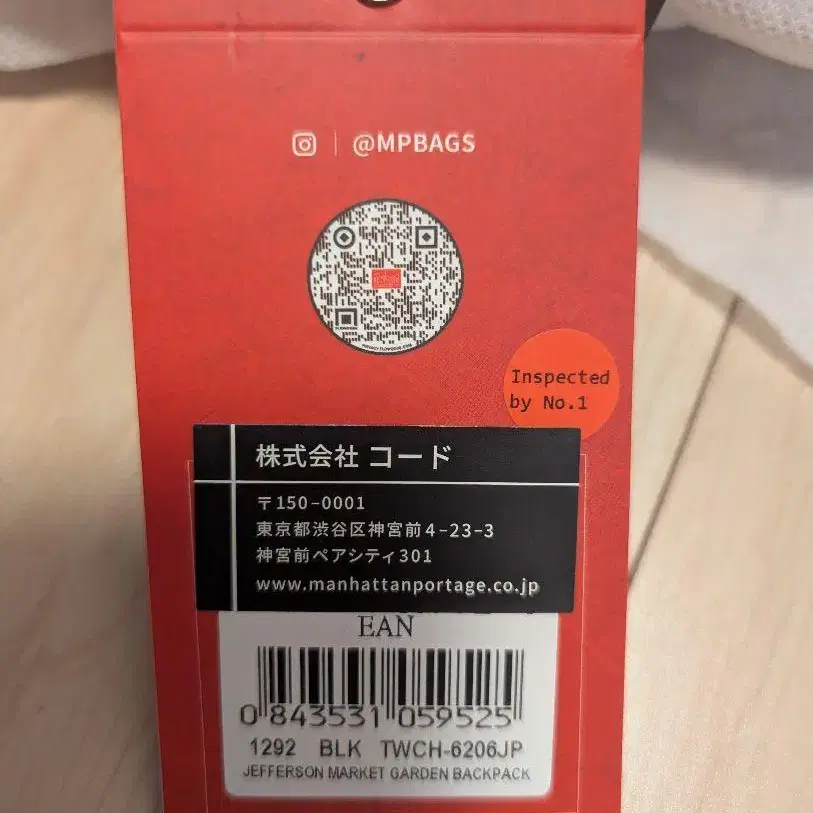 @MPBAGS
Inspected
by No.1
株式会社 コード
〒150-0001
東京都渋谷区神宮前4-23-3
神宮前ペアシティ301
www.manhattanportage.co.jp
EAN
0 843531 059525
1292 BLK TWCH-6206JP
JEFFERSON MARKET GARDEN BACKPACK